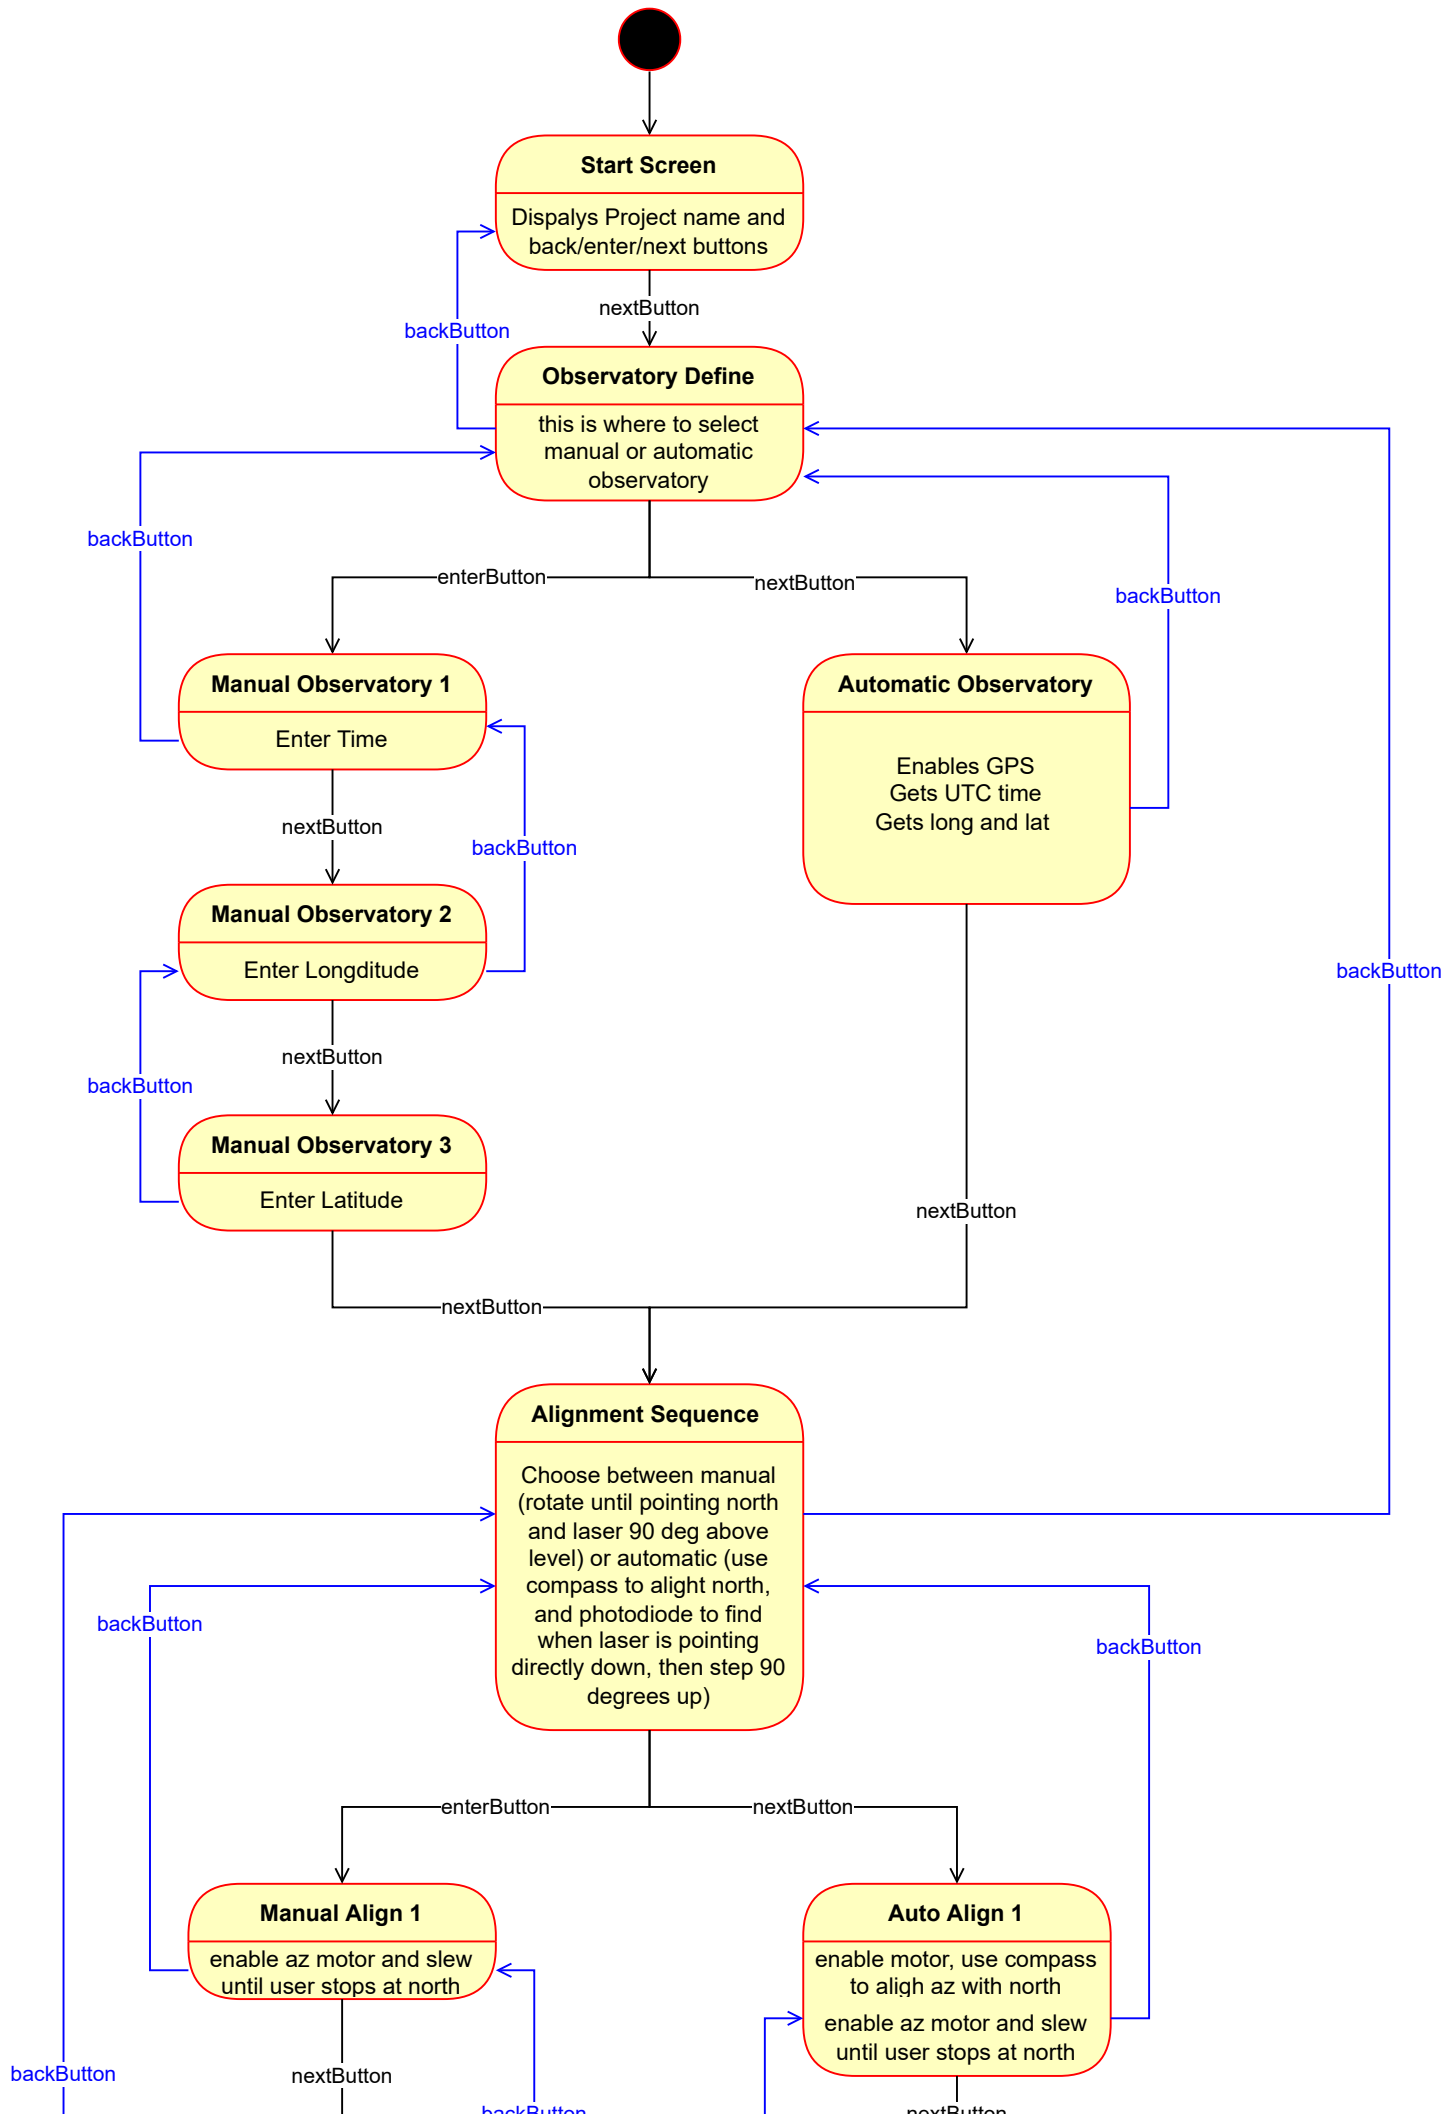 Start Screen
Dispalys Project name and
back/enter/next buttons
nextButton
backButton
Observatory Define
this is where to select
manual or automatic
observatory
backButton
enterButton
nextButton
backButton
Manual Observatory 1
Enter Time
Automatic Observatory
Enables GPS
Gets UTC time
Gets long and lat
nextButton
backButton
Manual Observatory 2
Enter Longditude
backButton
nextButton
backButton
Manual Observatory 3
Enter Latitude
nextButton
nextButton
Alignment Sequence
Choose between manual
(rotate until pointing north
and laser 90 deg above
level) or automatic (use
compass to alight north,
and photodiode to find
when laser is pointing
directly down, then step 90
degrees up)
backButton
backButton
enterButton
nextButton
Manual Align 1
enable az motor and slew
until user stops at north
Auto Align 1
enable motor, use compass
to aligh az with north
enable az motor and slew
until user stops at north
backButton
nextButton
backButton
nextButton